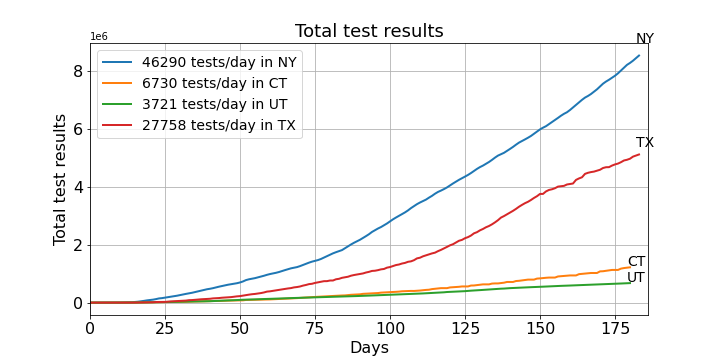 Total test results
1e6
NY
46290 tests/day in NY
6730 tests/day in CT
3721 tests/day in UT
27758 tests/day in TX
8
6
4
2
0
TX
CT
UT
Total test results
0 25 50 75 100 125 150 175
Days